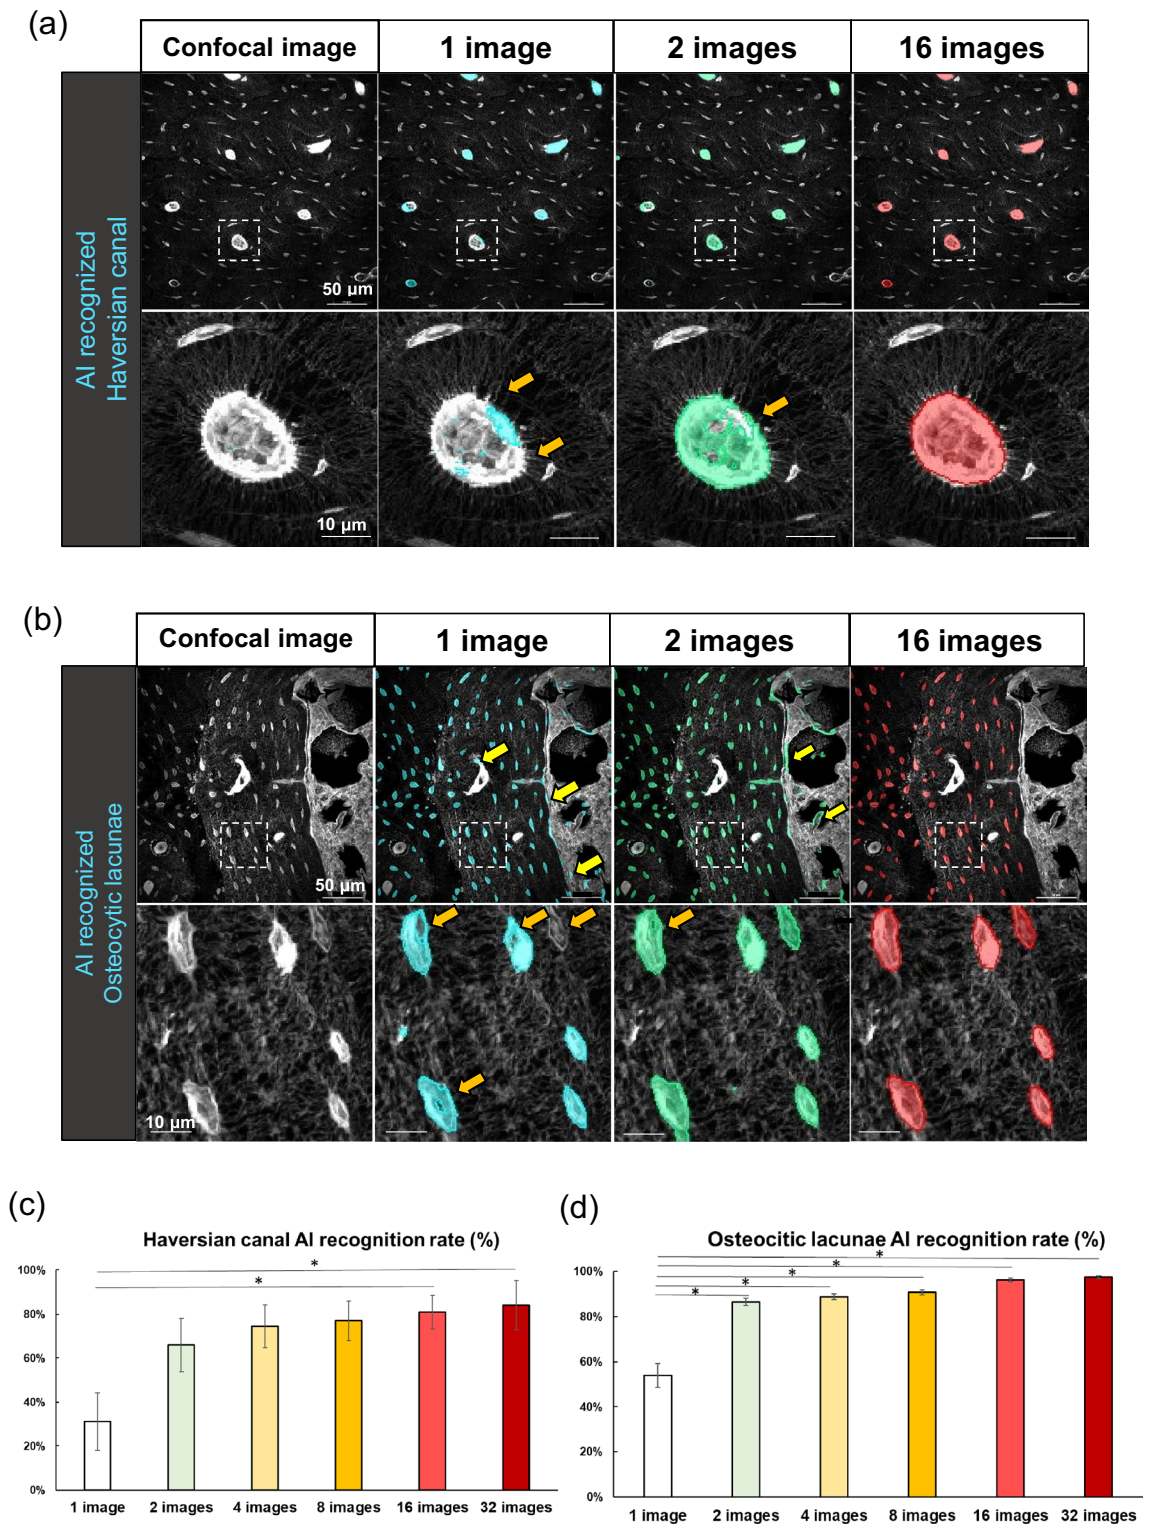 (a)
Confocal image
1 image
2 images
16 images
AI recognized
Haversian canal
50 µm
10 µm
(b)
Confocal image
1 image
2 images
16 images
AI recognized
Osteocytic lacunae
50 µm
10 µm
(c)
Haversian canal AI recognition rate (%)
*
*
100%
80%
60%
40%
20%
0%
1 image
2 images
4 images
8 images
16 images
32 images
(d)
Osteocitic lacunae AI recognition rate (%)
*
*
*
*
*
100%
80%
60%
40%
20%
0%
1 image
2 images
4 images
8 images
16 images
32 images